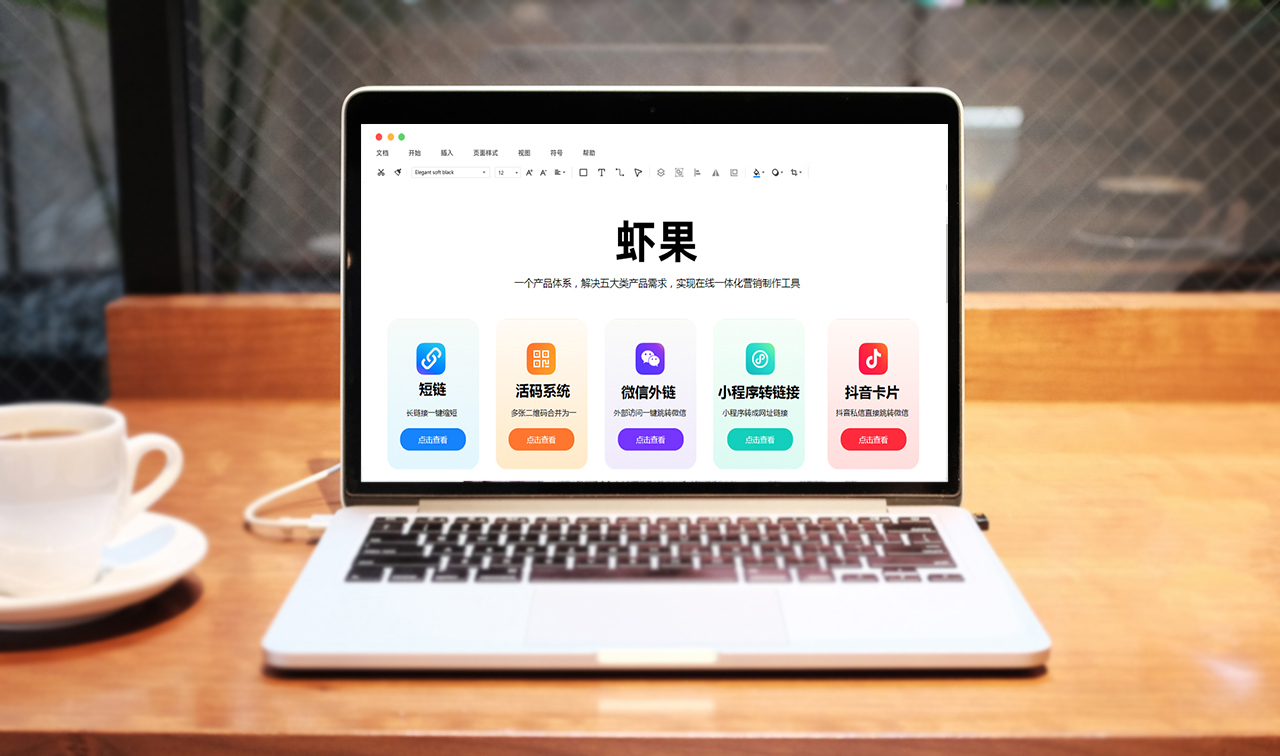 文档 开始 插入 页面样式 视图 符号 帮助
Elegant soft black 12
虾果
一个产品体系，解决五大类产品需求，实现在线一体化营销制作工具
短链 活码系统 微信外链 小程序转链接 抖音卡片
长链接一键缩短 多张二维码合并为一 外部访问一键跳转微信 小程序转成网址链接 抖音私信直接跳转微信
点击查看 点击查看 点击查看 点击查看 点击查看